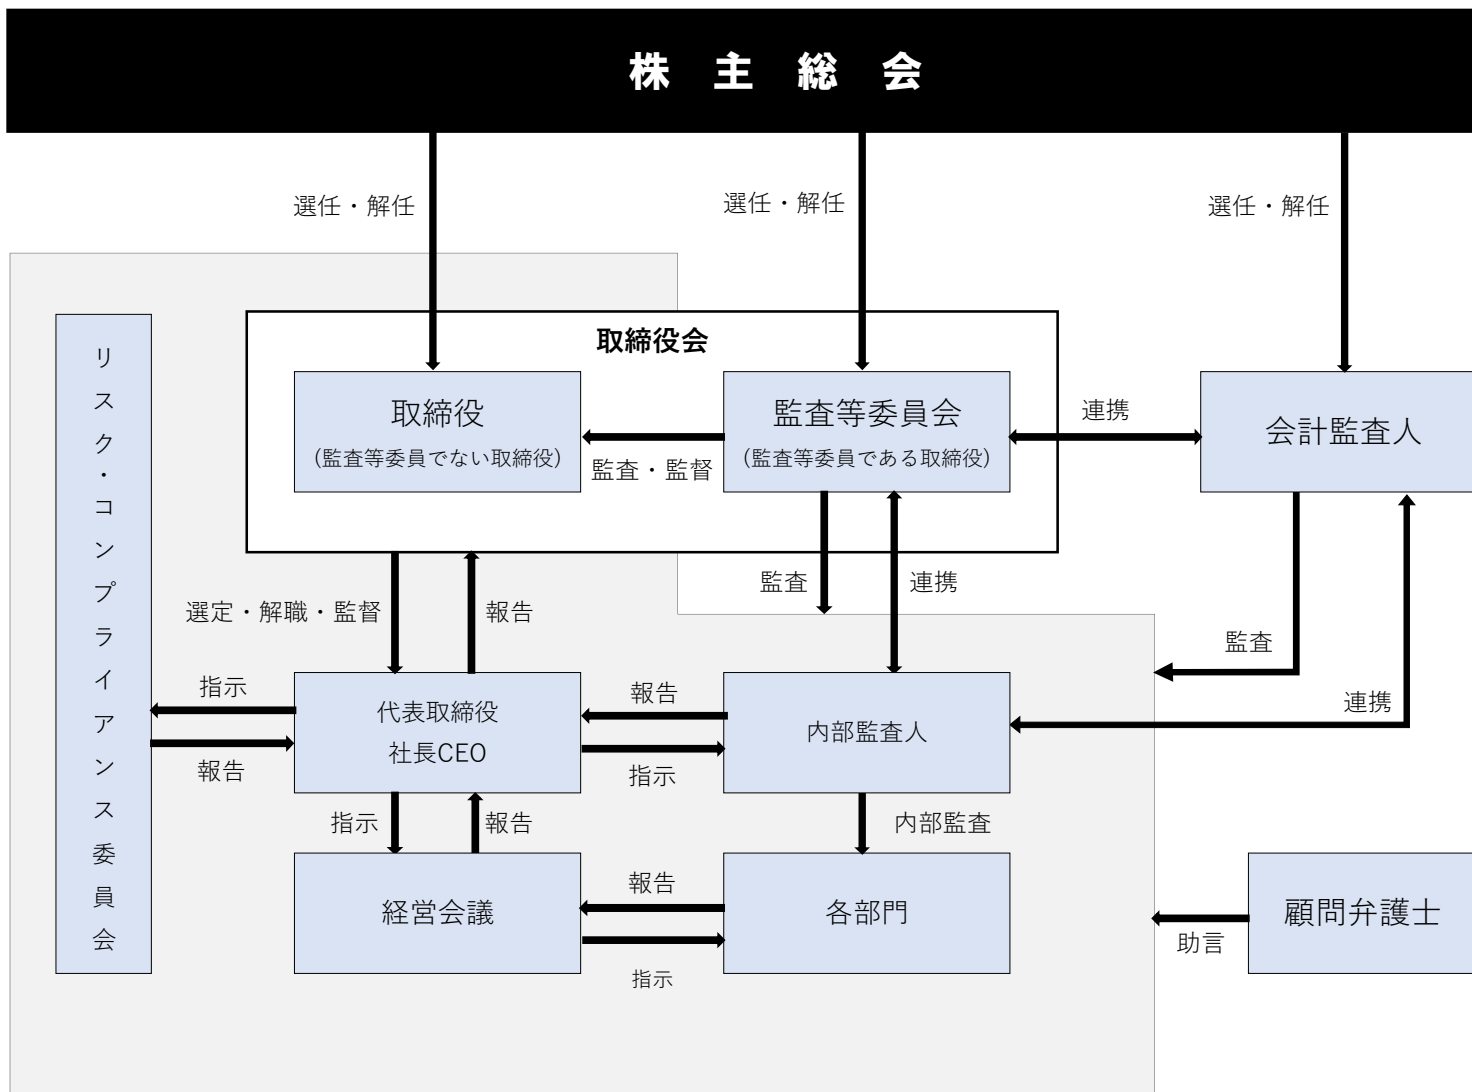 株主総会
選任・解任
選任・解任
選任・解任
取締役会
取締役
(監査等委員でない取締役)
監査・監督
監査等委員会
(監査等委員である取締役)
連携
会計監査人
リスク・コンプライアンス委員会
選定・解職・監督
報告
監査
連携
監査
連携
指示
報告
代表取締役
社長CEO
報告
指示
内部監査人
指示
報告
内部監査
経営会議
報告
指示
各部門
助言
顧問弁護士